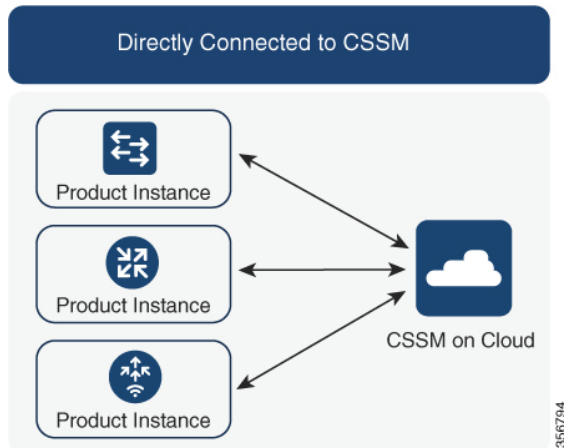 Directly Connected to CSSM
Product Instance
Product Instance
CSSM on Cloud
Product Instance
356794